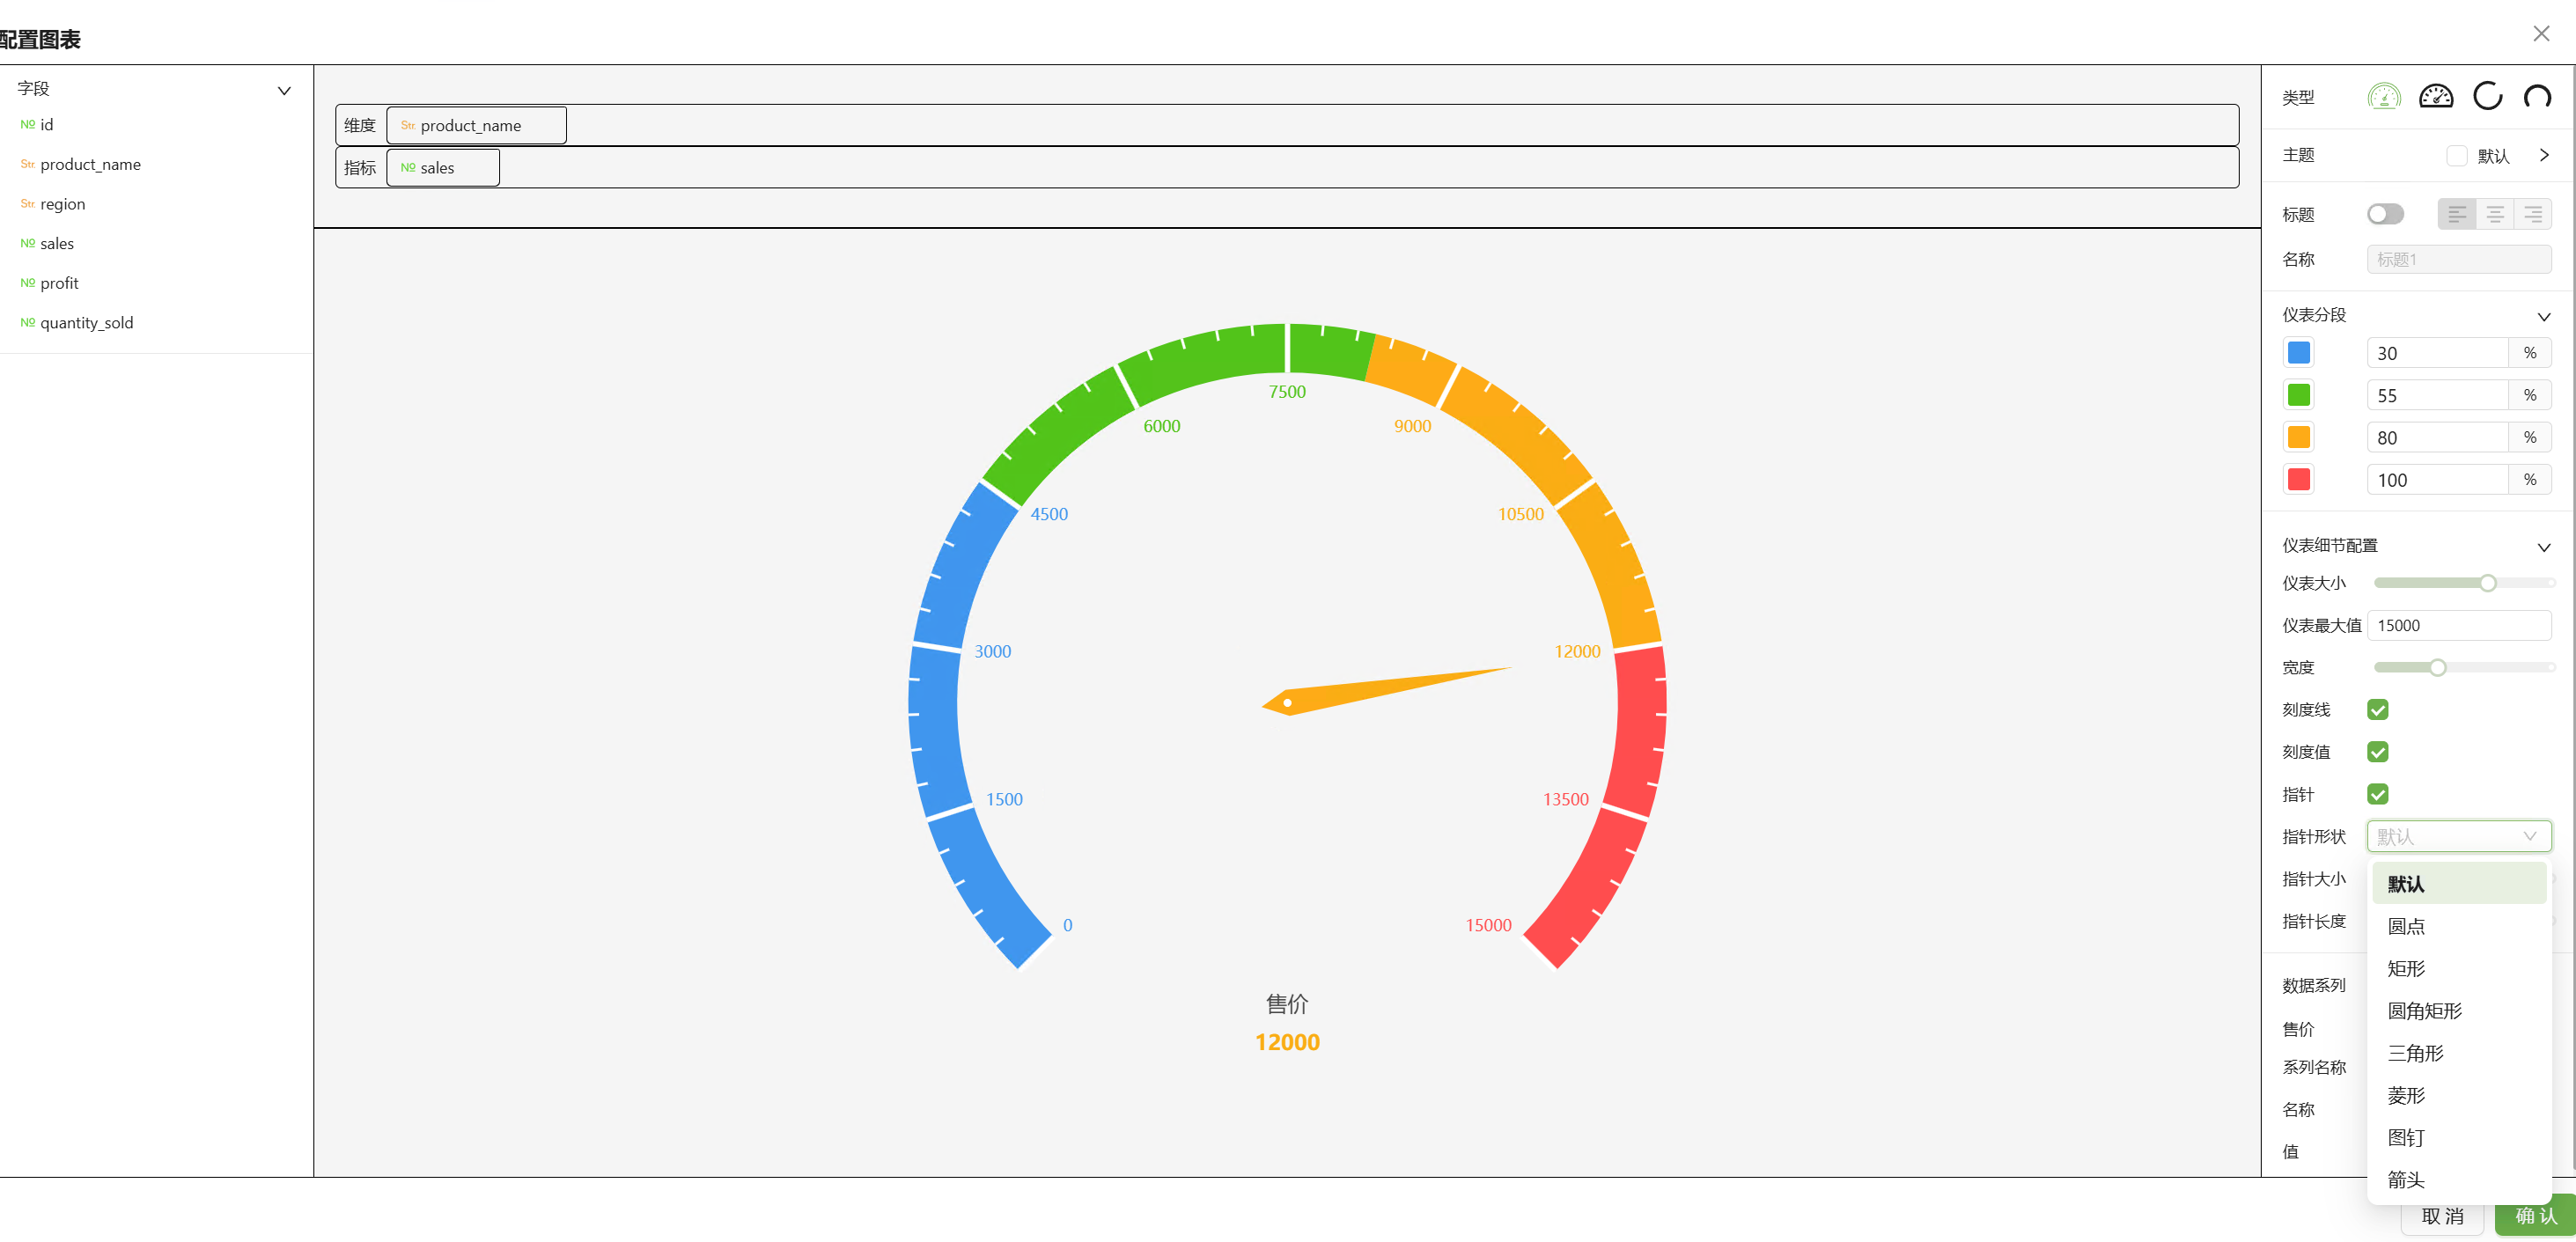 配置图表
字段
№ id
Str. product_name
Str. region
№ sales
№ profit
№ quantity_sold
维度 Str. product_name
指标 № sales
7500
6000
9000
4500
10500
3000
12000
1500
13500
0
15000
售价
12000
类型
主题 默认
标题
名称 标题1
仪表分段
30 %
55 %
80 %
100 %
仪表细节配置
仪表大小
仪表最大值 15000
宽度
刻度线
刻度值
指针
指针形状 默认
指针大小
指针长度
数据系列
售价
系列名称
名称
值
默认
圆点
矩形
圆角矩形
三角形
菱形
图钉
箭头
取 消
确 认